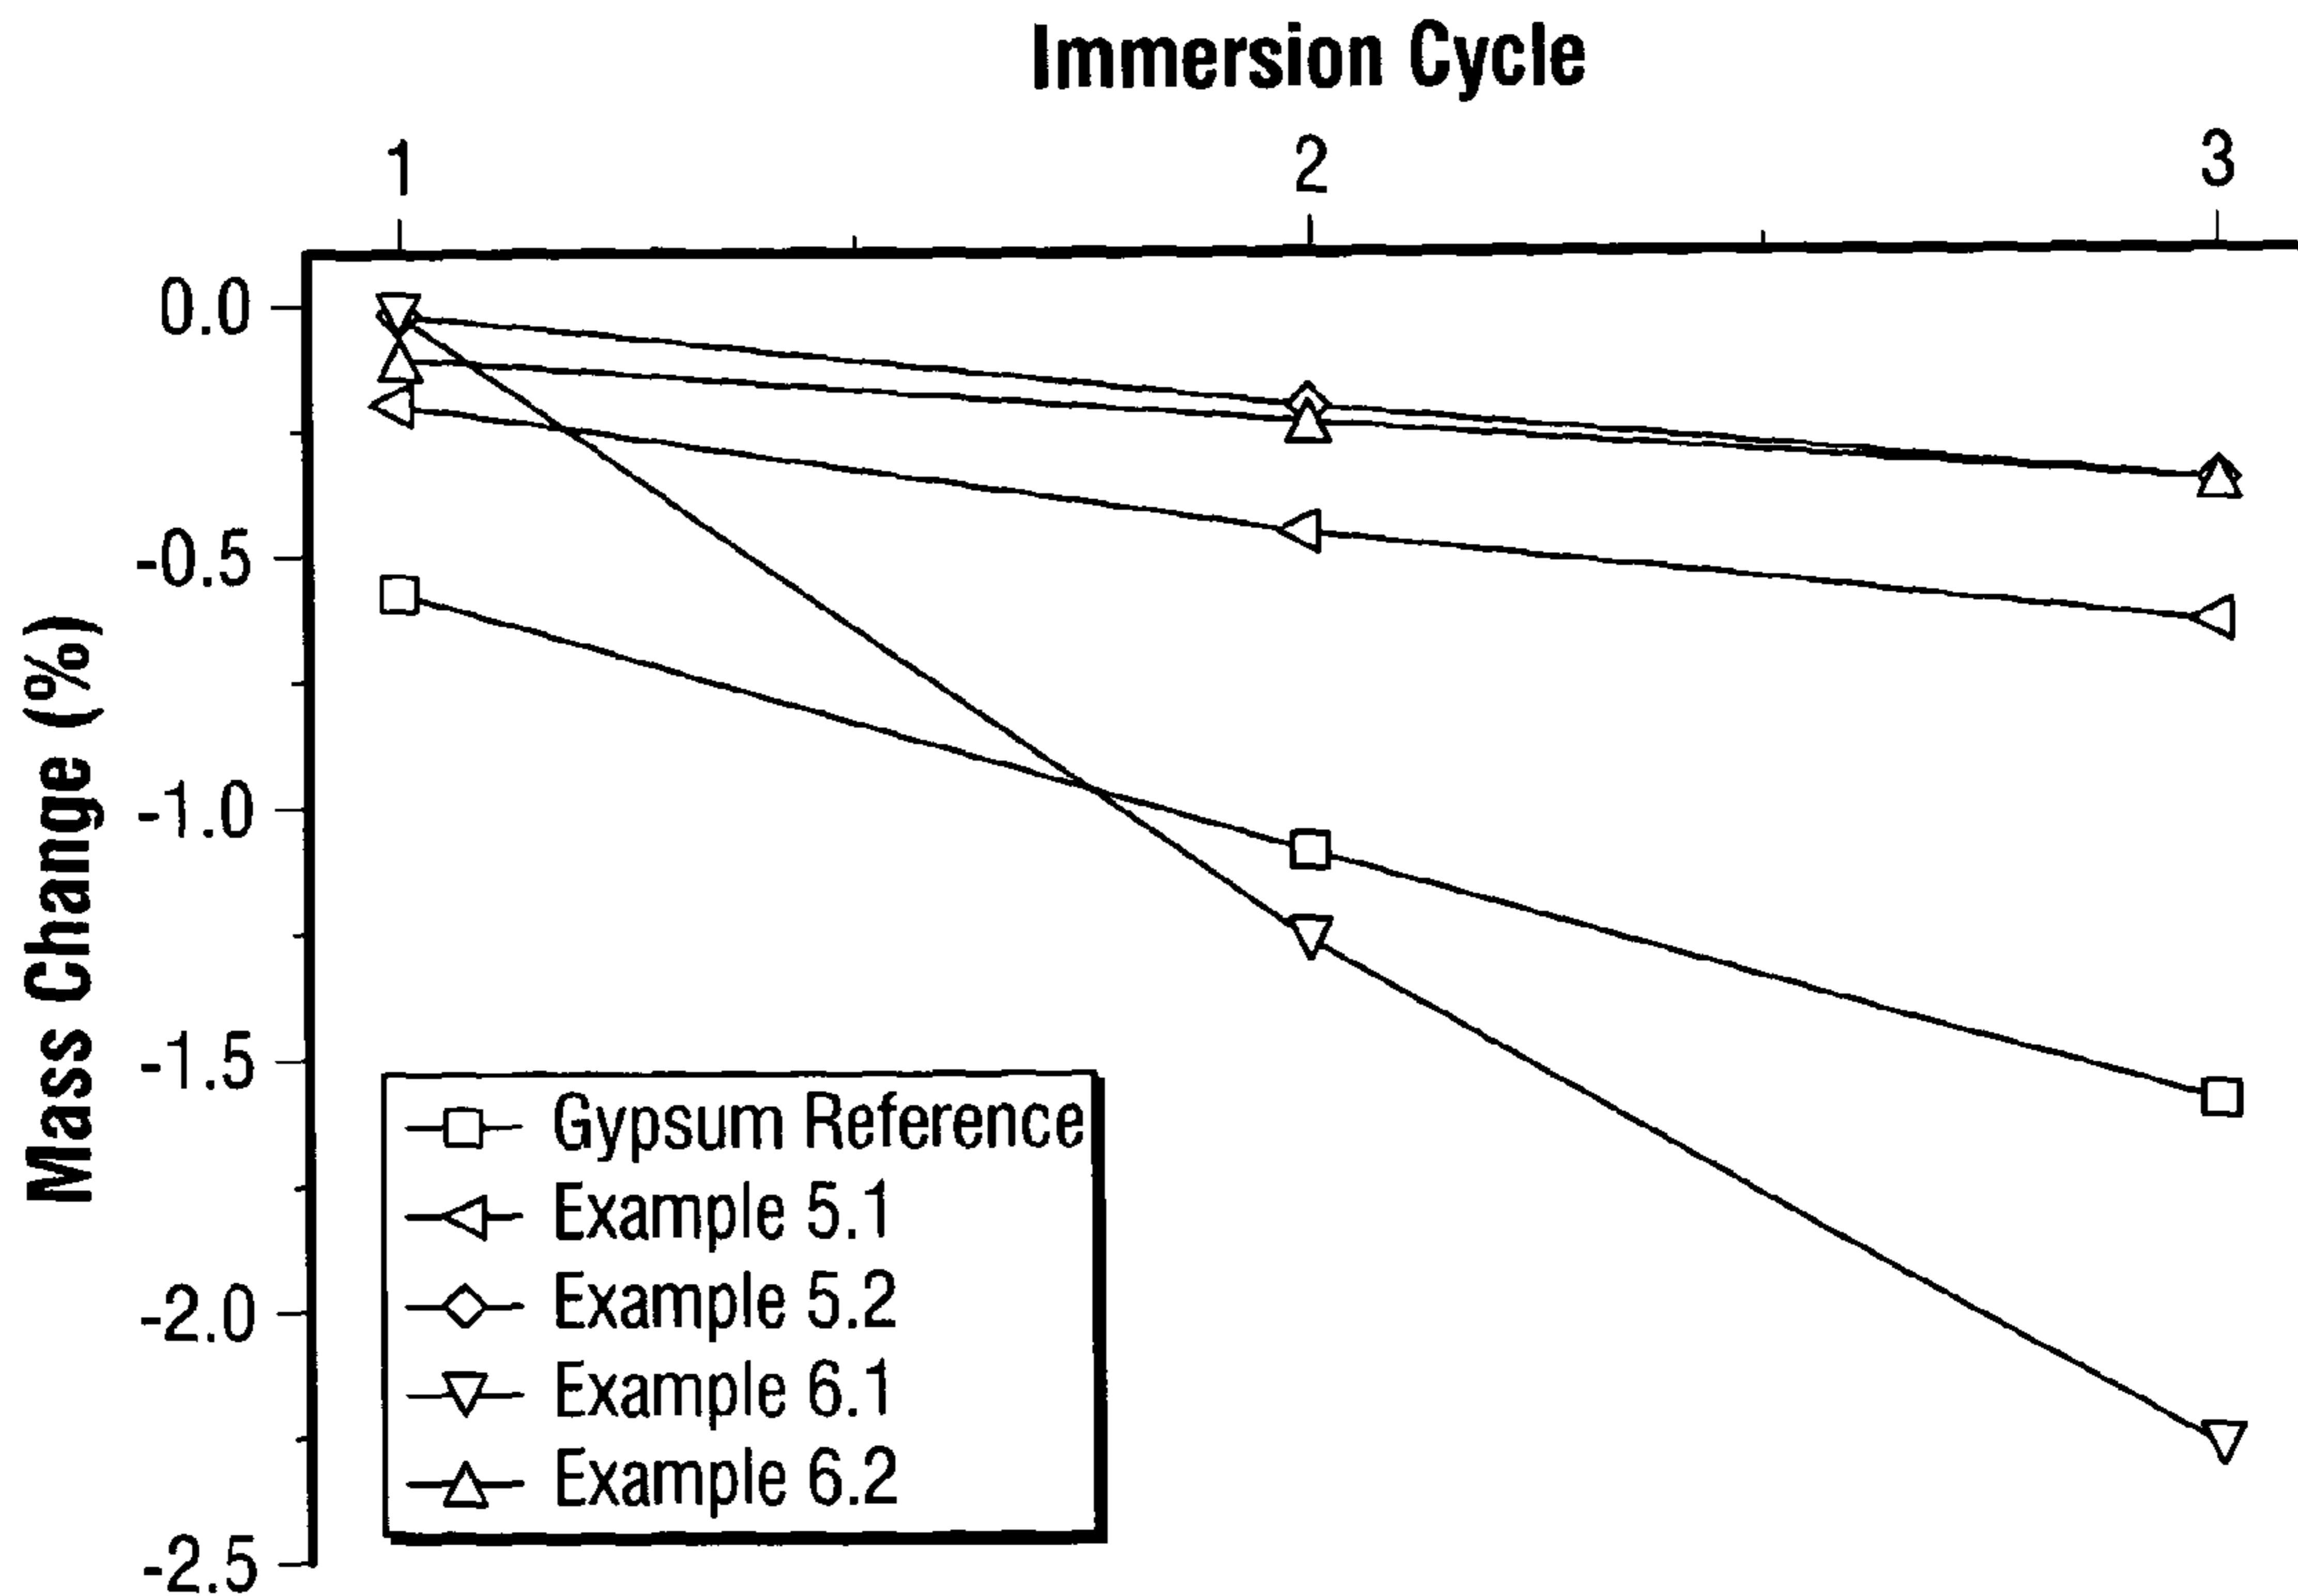 Immersion Cycle
1 2 3
0.0
-0.5
-1.0
-1.5
-2.0
-2.5
Mass Change (%)
Gypsum Reference
Example 5.1
Example 5.2
Example 6.1
Example 6.2